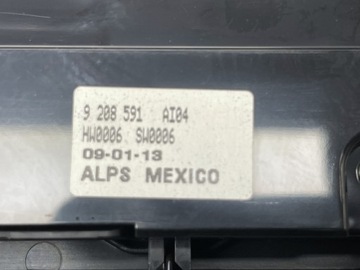 9 208 591 AI04
HW0006 SW0006
09-01-13
ALPS MEXICO